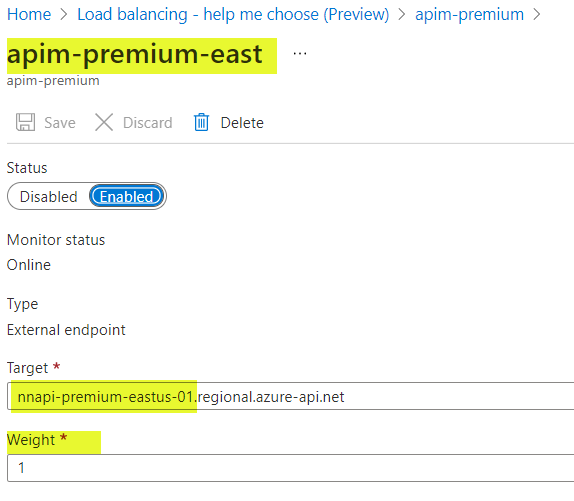 Home > Load balancing - help me choose (Preview) > apim-premium >
apim-premium-east ...
apim-premium
Save Discard Delete
Status
Disabled Enabled
Monitor status
Online
Type
External endpoint
Target *
nnapi-premium-eastus-01.regional.azure-api.net
Weight *
1